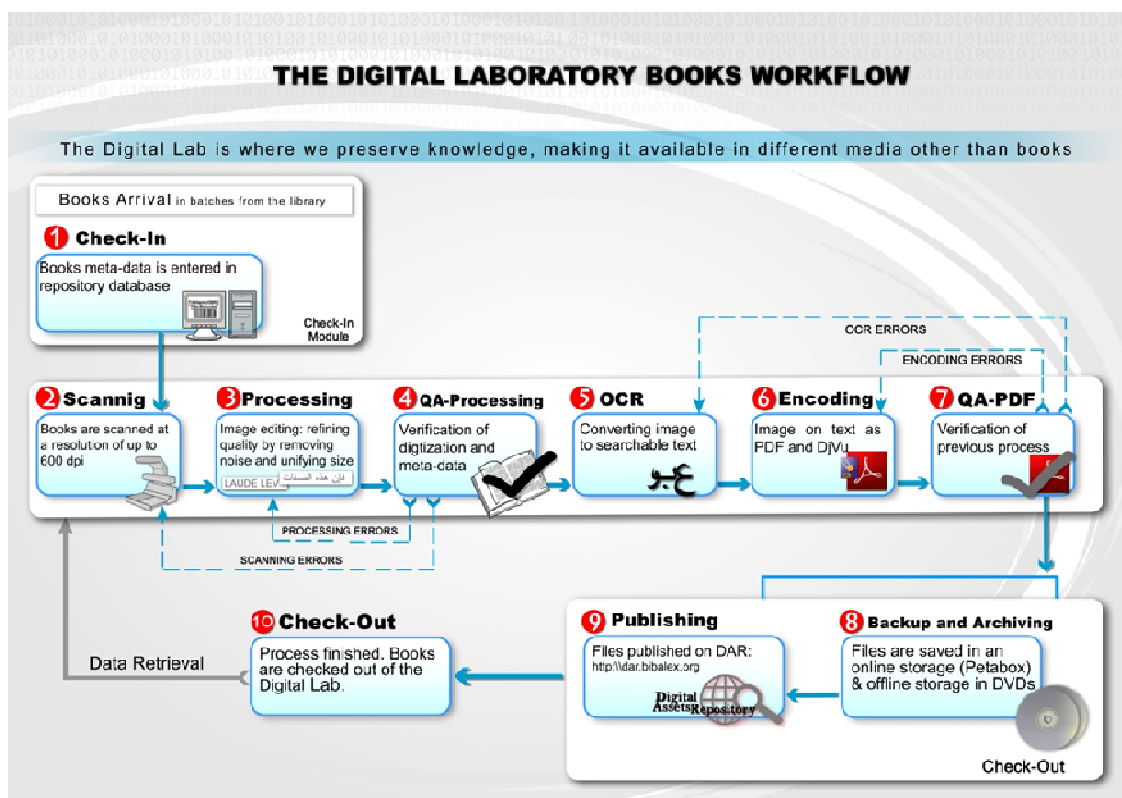 THE DIGITAL LABORATORY BOOKS WORKFLOW
The Digital Lab is where we preserve knowledge, making it available in different media other than books
Books Arrival in batches from the library
1 Check-In
Books meta-data is entered in
repository database
Check-In
Module
OCR ERRORS
ENCODING ERRORS
2 Scannig
Books are scanned at
a resolution of up to
600 dpi
3 Processing
Image editing: refining
quality by removing
noise and unifying size
LAUDE LEV
فإن هذه الصفات
4 QA-Processing
Verification of
digtization and
meta-data
5 OCR
Converting image
to searchable text
6 Encoding
Image on text as
PDF and DjVu
7 QA-PDF
Verification of
previous process
PROCESSING ERRORS
SCANNING ERRORS
8 Backup and Archiving
Files are saved in an
online storage (Petabox)
& offline storage in DVDs
Check-Out
9 Publishing
Files published on DAR:
http:\\dar.bibalex.org
Digital
AssetsRepository
10 Check-Out
Process finished. Books
are checked out of the
Digital Lab.
Data Retrieval